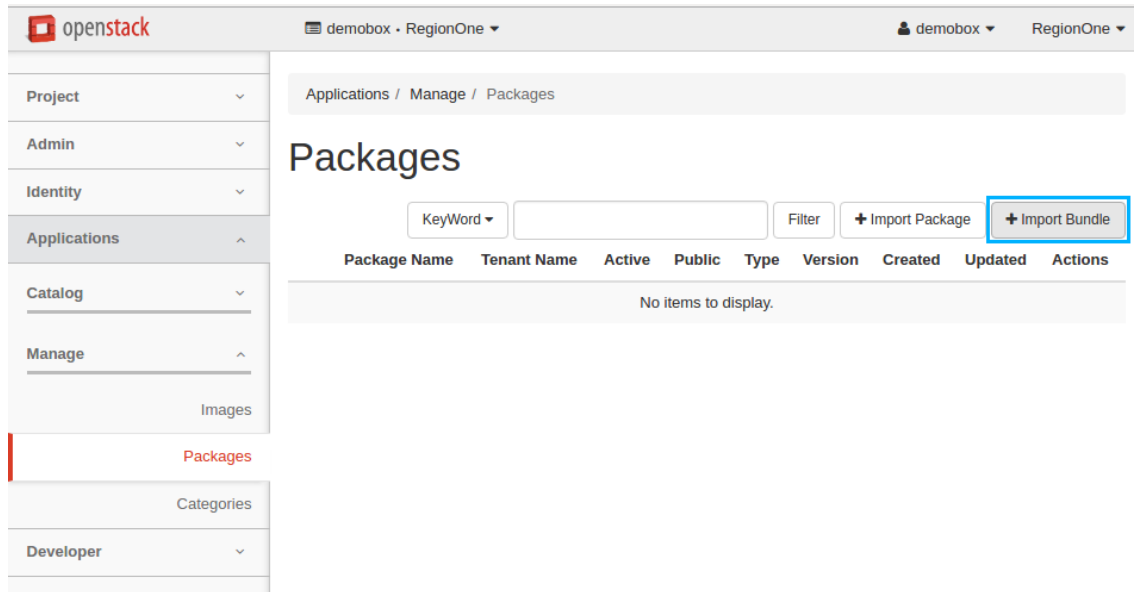 openstack
demobox • RegionOne
demobox
RegionOne
Project
Admin
Identity
Applications
Catalog
Manage
Images
Packages
Categories
Developer
Applications / Manage / Packages
Packages
KeyWord
Filter
+ Import Package
+ Import Bundle
Package Name Tenant Name Active Public Type Version Created Updated Actions
No items to display.